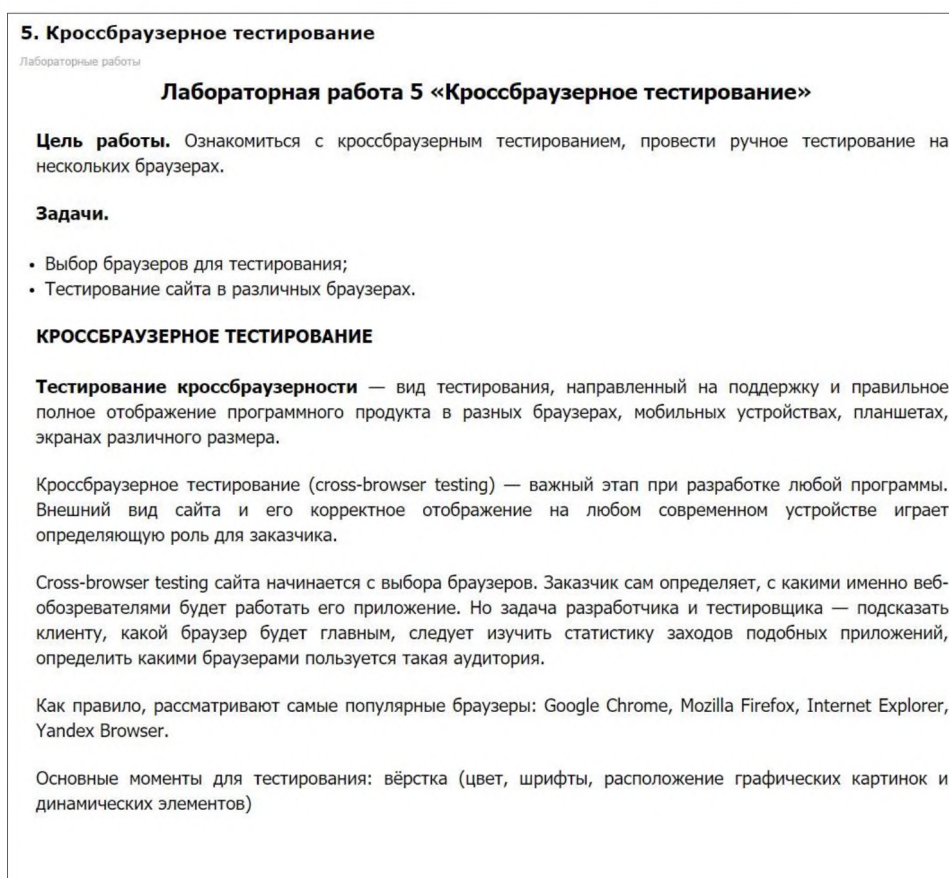 5. Кроссбраузерное тестирование
Лабораторные работы
Лабораторная работа 5 «Кроссбраузерное тестирование»
Цель работы. Ознакомиться с кроссбраузерным тестированием, провести ручное тестирование на
нескольких браузерах.
Задачи.
• Выбор браузеров для тестирования;
• Тестирование сайта в различных браузерах.
КРОССБРАУЗЕРНОЕ ТЕСТИРОВАНИЕ
Тестирование кроссбраузерности — вид тестирования, направленный на поддержку и правильное
полное отображение программного продукта в разных браузерах, мобильных устройствах, планшетах,
экранах различного размера.
Кроссбраузерное тестирование (cross-browser testing) — важный этап при разработке любой программы.
Внешний вид сайта и его корректное отображение на любом современном устройстве играет
определяющую роль для заказчика.
Cross-browser testing сайта начинается с выбора браузеров. Заказчик сам определяет, с какими именно веб-
обозревателями будет работать его приложение. Но задача разработчика и тестировщика — подсказать
клиенту, какой браузер будет главным, следует изучить статистику заходов подобных приложений,
определить какими браузерами пользуется такая аудитория.
Как правило, рассматривают самые популярные браузеры: Google Chrome, Mozilla Firefox, Internet Explorer,
Yandex Browser.
Основные моменты для тестирования: вёрстка (цвет, шрифты, расположение графических картинок и
динамических элементов)